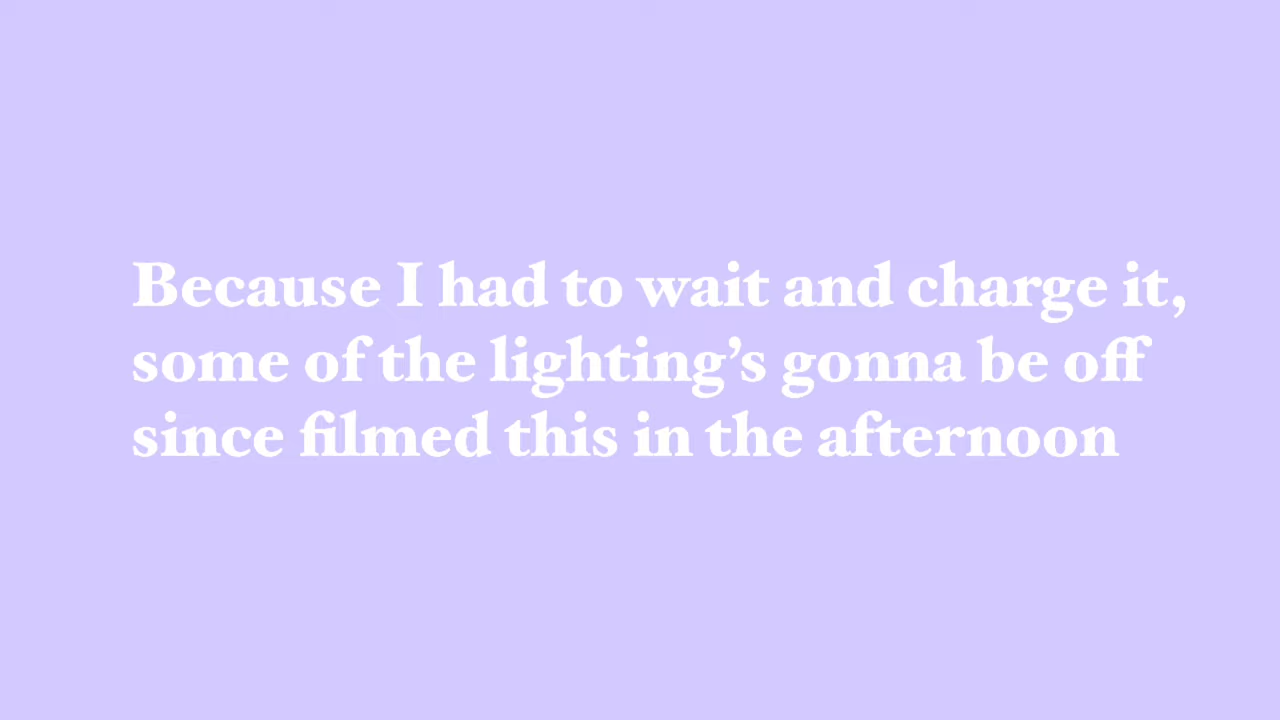 Because I had to wait and charge it,
some of the lighting’s gonna be off
since filmed this in the afternoon